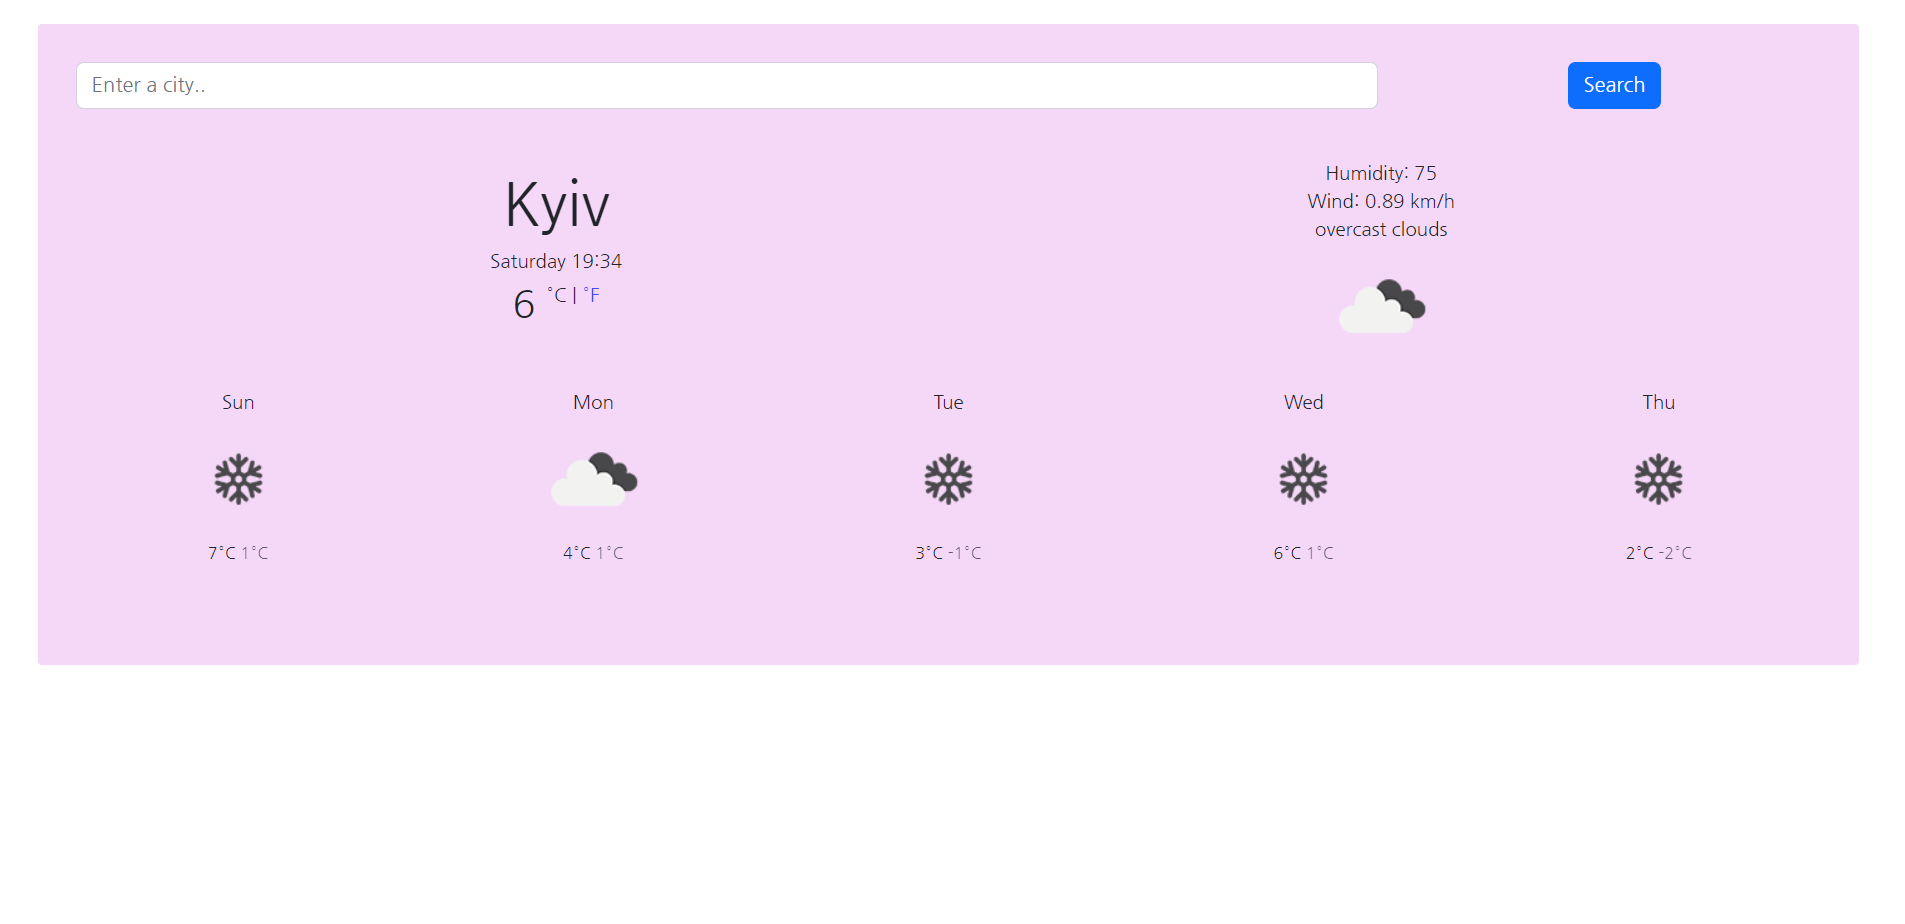 Enter a city..
Search
Kyiv
Saturday 19:34
6 °C | °F
Humidity: 75
Wind: 0.89 km/h
overcast clouds
Sun Mon Tue Wed Thu
7°C 1°C 4°C 1°C 3°C -1°C 6°C 1°C 2°C -2°C